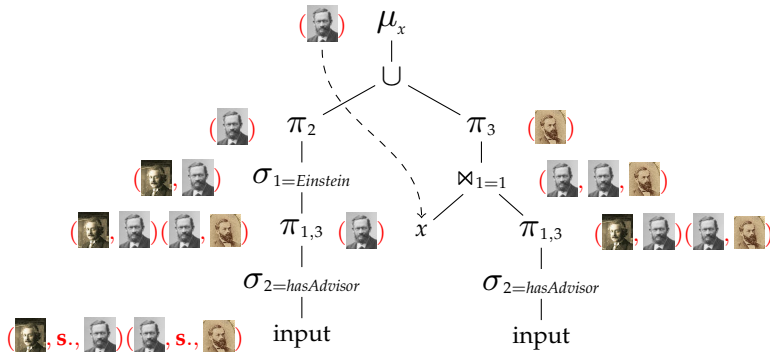 μₓ
∪
π₂ π₃
σ₁₌Einstein ⋈₁₌₁
( , )
( , , )
( , )( , ) π₁,₃ ( ) x π₁,₃ ( , )( , )
σ₂₌hasAdvisor σ₂₌hasAdvisor
( , s., )( , s., ) input input